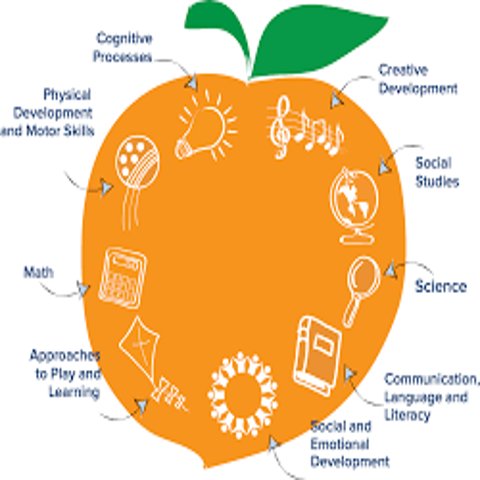 Cognitive
Processes
Creative
Development
Physical
Development
and Motor Skills
Social
Studies
Math
Science
Approaches
to Play and
Learning
Communication,
Language and
Literacy
Social and
Emotional
Development